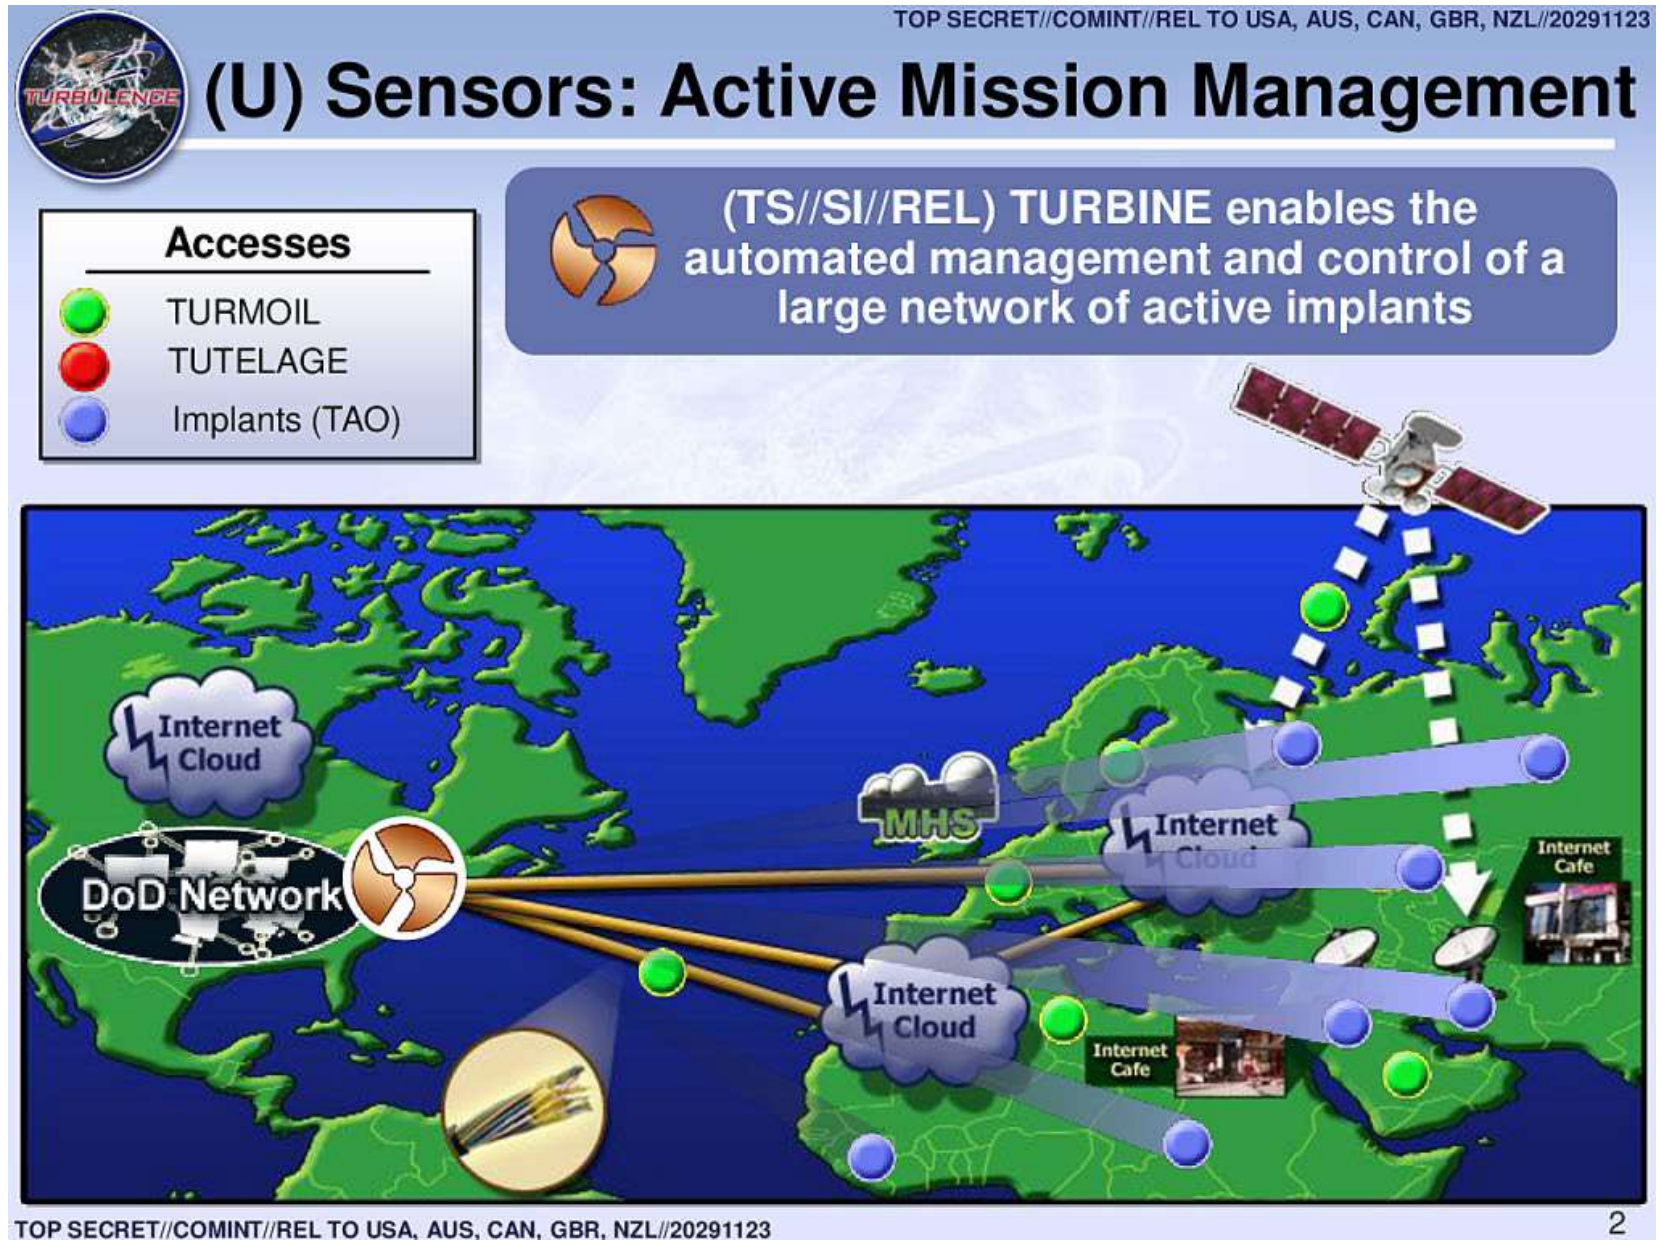 TOP SECRET//COMINT//REL TO USA, AUS, CAN, GBR, NZL//20291123
TURBULENCE
(U) Sensors: Active Mission Management
(TS//SI//REL) TURBINE enables the
automated management and control of a
large network of active implants
Accesses
TURMOIL
TUTELAGE
Implants (TAO)
Internet
Cloud
MHS
Internet
Cloud
Internet
Cafe
DoD Network
Internet
Cloud
Internet
Cafe
TOP SECRET//COMINT//REL TO USA, AUS, CAN, GBR, NZL//20291123
2